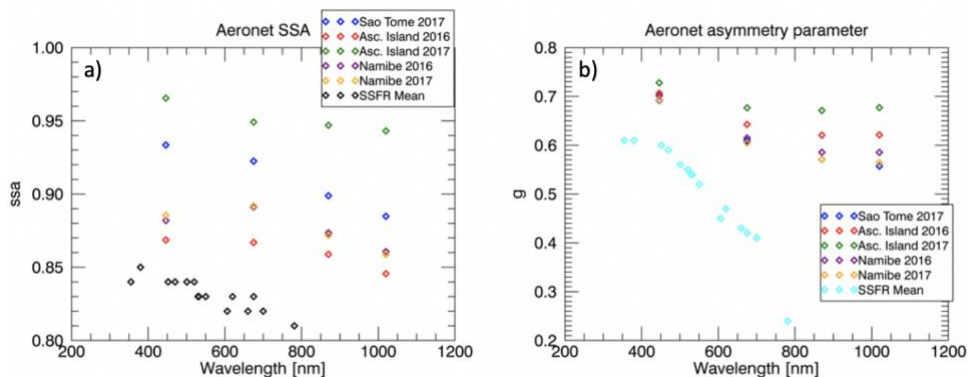 Aeronet SSA
a)
Sao Tome 2017
Asc. Island 2016
Asc. Island 2017
Namibe 2016
Namibe 2017
SSFR Mean
1.00
0.95
0.90
0.85
0.80
ssa
200 400 600 800 1000 1200
Wavelength [nm]
Aeronet asymmetry parameter
b)
0.8
0.7
0.6
0.5
0.4
0.3
0.2
g
Sao Tome 2017
Asc. Island 2016
Asc. Island 2017
Namibe 2016
Namibe 2017
SSFR Mean
200 400 600 800 1000 1200
Wavelength [nm]